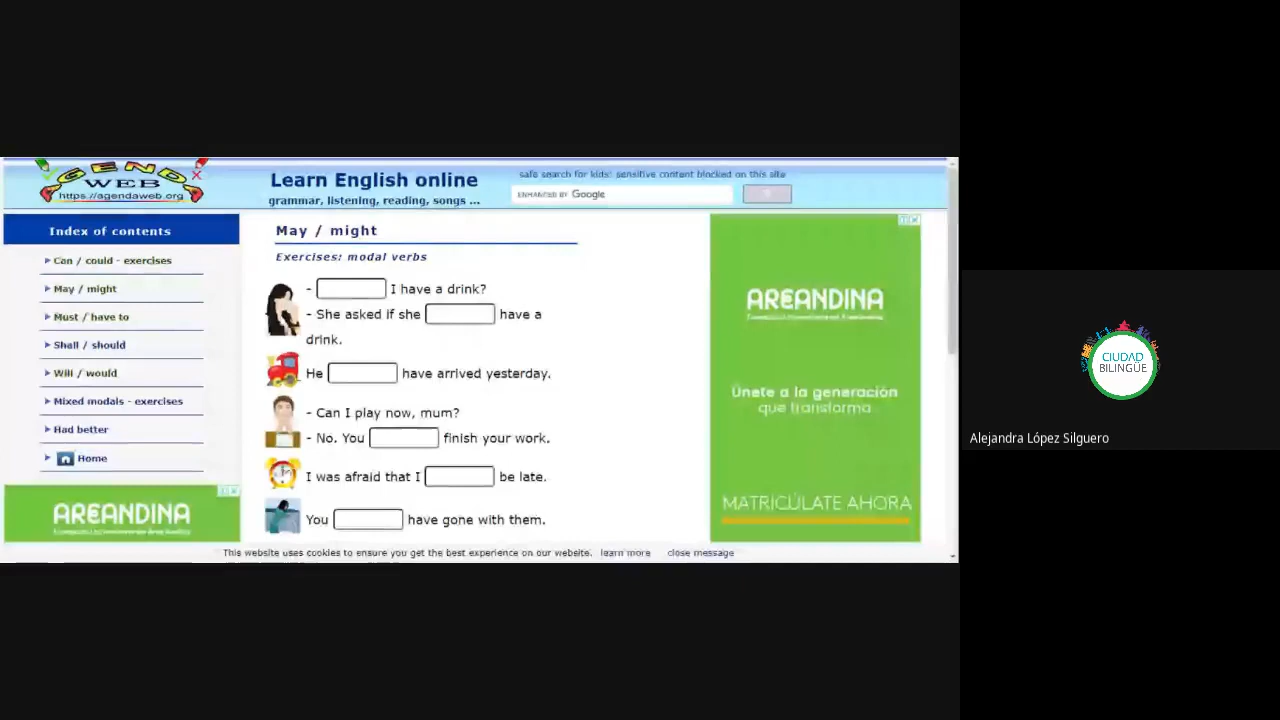 GEND
WEB
https://agendaweb.org
Learn English online
grammar, listening, reading, songs ...
safe search for kids: sensitive content blocked on this site
ENHANCED BY Google
Index of contents
Can / could - exercises
May / might
Must / have to
Shall / should
Will / would
Mixed modals - exercises
Had better
Home
AREANDINA
May / might
Exercises: modal verbs
- I have a drink?
- She asked if she have a
drink.
He have arrived yesterday.
- Can I play now, mum?
- No. You finish your work.
I was afraid that I be late.
You have gone with them.
AREANDINA
Únete a la generación
que transforma
MATRICÚLATE AHORA
This website uses cookies to ensure you get the best experience on our website. learn more close message
CIUDAD
BILINGÜE
Alejandra López Silguero